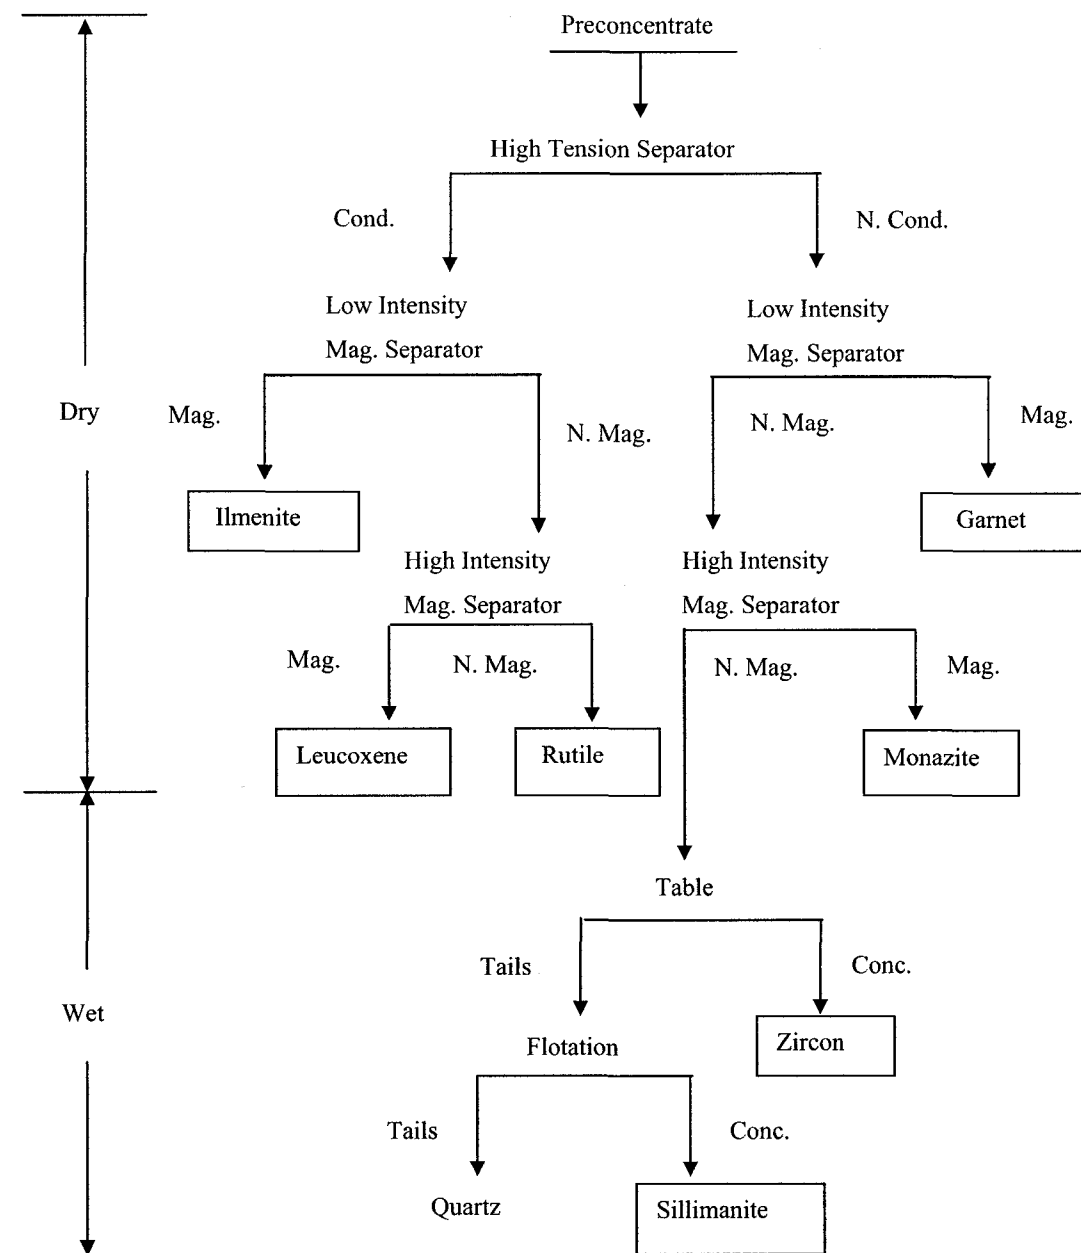 Preconcentrate
High Tension Separator
Cond.
N. Cond.
Low Intensity
Mag. Separator
Low Intensity
Mag. Separator
Dry
Mag.
N. Mag.
N. Mag.
Mag.
Ilmenite
Garnet
High Intensity
Mag. Separator
High Intensity
Mag. Separator
Mag.
N. Mag.
N. Mag.
Mag.
Leucoxene
Rutile
Monazite
Table
Tails
Conc.
Wet
Flotation
Zircon
Tails
Conc.
Quartz
Sillimanite